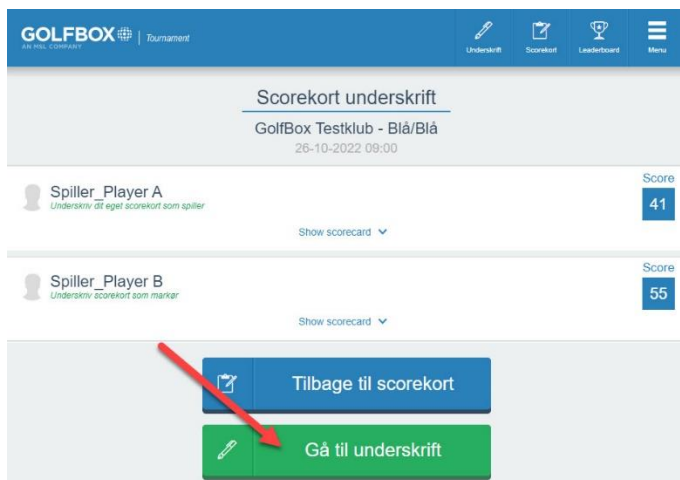 GOLFBOX | Tournament
AN MSL COMPANY
Underskrift
Scorekort
Leaderboard
Menu
Scorekort underskrift
GolfBox Testklub - Blå/Blå
26-10-2022 09:00
Spiller_Player A
Underskriv dit eget scorekort som spiller
Score
41
Show scorecard
Spiller_Player B
Underskriv scorekort som markør
Score
55
Show scorecard
Tilbage til scorekort
Gå til underskrift